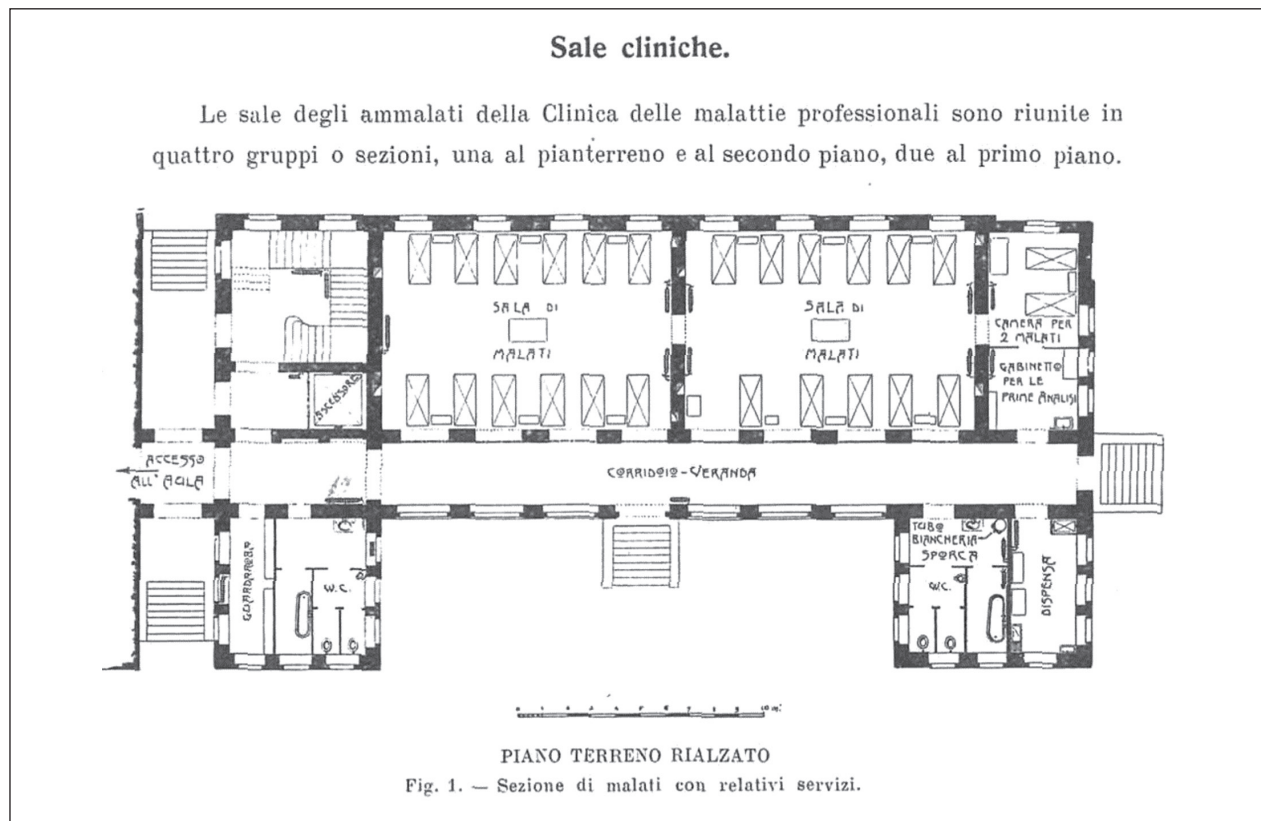 Sale cliniche.
Le sale degli ammalati della Clinica delle malattie professionali sono riunite in
quattro gruppi o sezioni, una al pianterreno e al secondo piano, due al primo piano.
SALA DI
MALATI
SALA DI
MALATI
CAMERA PER
2 MALATI
GABINETTO
PER LE
PRIME ANALISI
ASCENSORE
ACCESSO
ALL' AULA
CORRIDOIO-VERANDA
GUARDAROBA
W.C.
TUBO
BIANCHERIA
SPORCA
W.C.
DISPENSA
10 m.
PIANO TERRENO RIALZATO
Fig. 1. — Sezione di malati con relativi servizi.